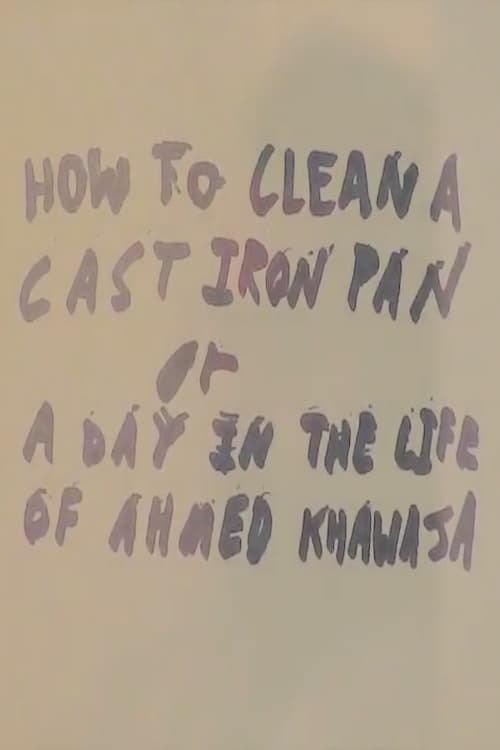 HOW TO CLEAN A
CAST IRON PAN
or
A DAY IN THE LIFE
OF AHMED KHAWAJA